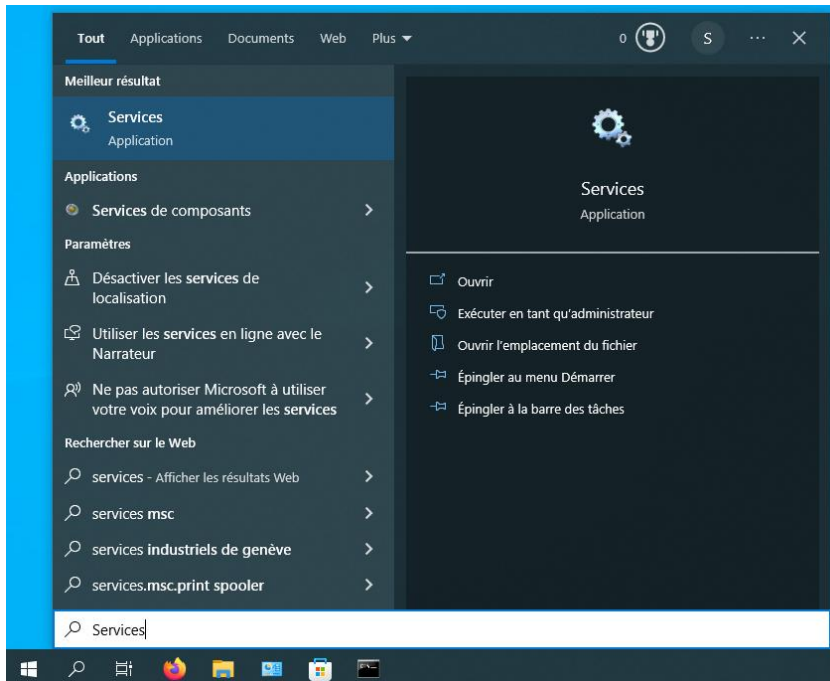 Tout Applications Documents Web Plus 0 S ...
Meilleur résultat
Services
Application
Applications
Services de composants
Paramètres
Désactiver les services de
localisation
Utiliser les services en ligne avec le
Narrateur
Ne pas autoriser Microsoft à utiliser
votre voix pour améliorer les services
Rechercher sur le Web
services - Afficher les résultats Web
services msc
services industriels de genève
services.msc.print spooler
Services
Services
Application
Ouvrir
Exécuter en tant qu'administrateur
Ouvrir l'emplacement du fichier
Épingler au menu Démarrer
Épingler à la barre des tâches